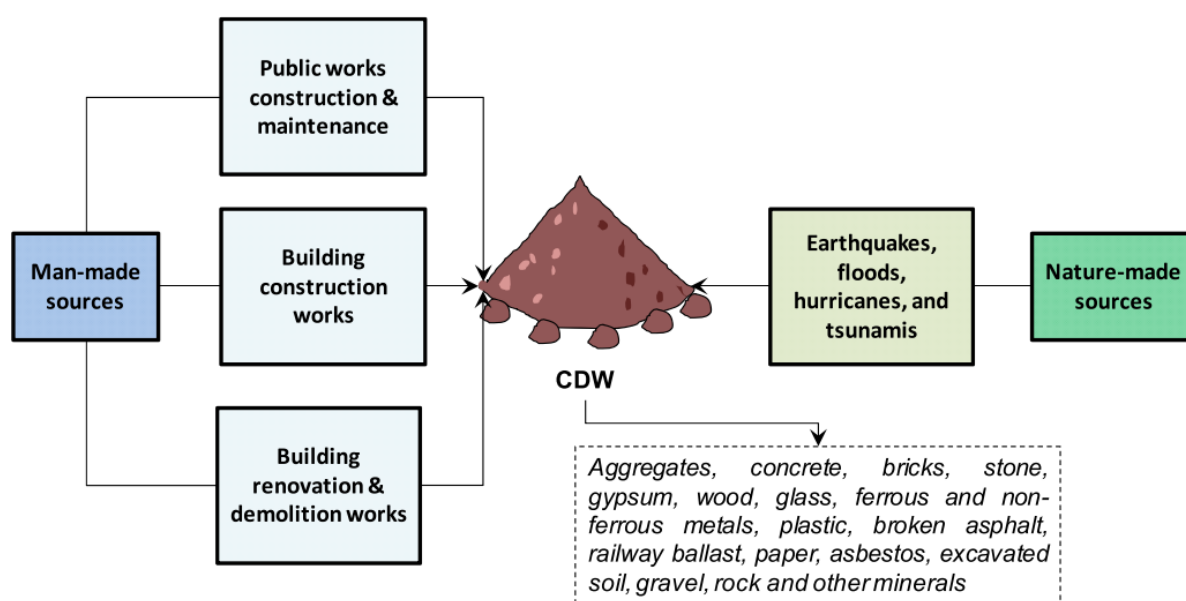 Public works
construction &
maintenance
Man-made
sources
Building
construction
works
Building
renovation &
demolition works
CDW
Earthquakes,
floods,
hurricanes, and
tsunamis
Nature-made
sources
Aggregates, concrete, bricks, stone,
gypsum, wood, glass, ferrous and non-
ferrous metals, plastic, broken asphalt,
railway ballast, paper, asbestos, excavated
soil, gravel, rock and other minerals